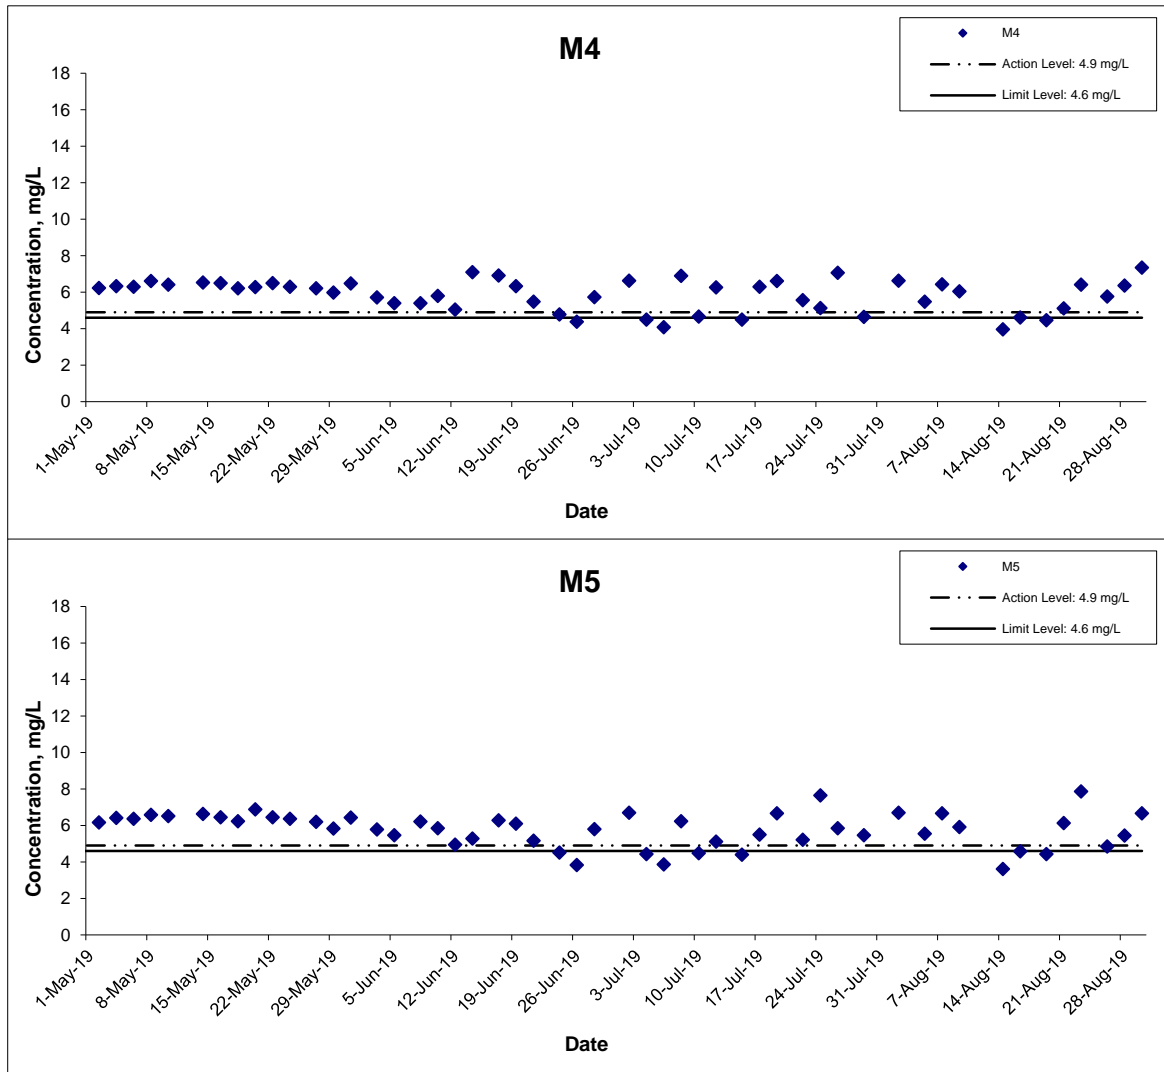 M4
M4
Action Level: 4.9 mg/L
Limit Level: 4.6 mg/L
Concentration, mg/L
18
16
14
12
10
8
6
4
2
0
1-May-19
8-May-19
15-May-19
22-May-19
29-May-19
5-Jun-19
12-Jun-19
19-Jun-19
26-Jun-19
3-Jul-19
10-Jul-19
17-Jul-19
24-Jul-19
31-Jul-19
7-Aug-19
14-Aug-19
21-Aug-19
28-Aug-19
Date
M5
M5
Action Level: 4.9 mg/L
Limit Level: 4.6 mg/L
Concentration, mg/L
18
16
14
12
10
8
6
4
2
0
1-May-19
8-May-19
15-May-19
22-May-19
29-May-19
5-Jun-19
12-Jun-19
19-Jun-19
26-Jun-19
3-Jul-19
10-Jul-19
17-Jul-19
24-Jul-19
31-Jul-19
7-Aug-19
14-Aug-19
21-Aug-19
28-Aug-19
Date